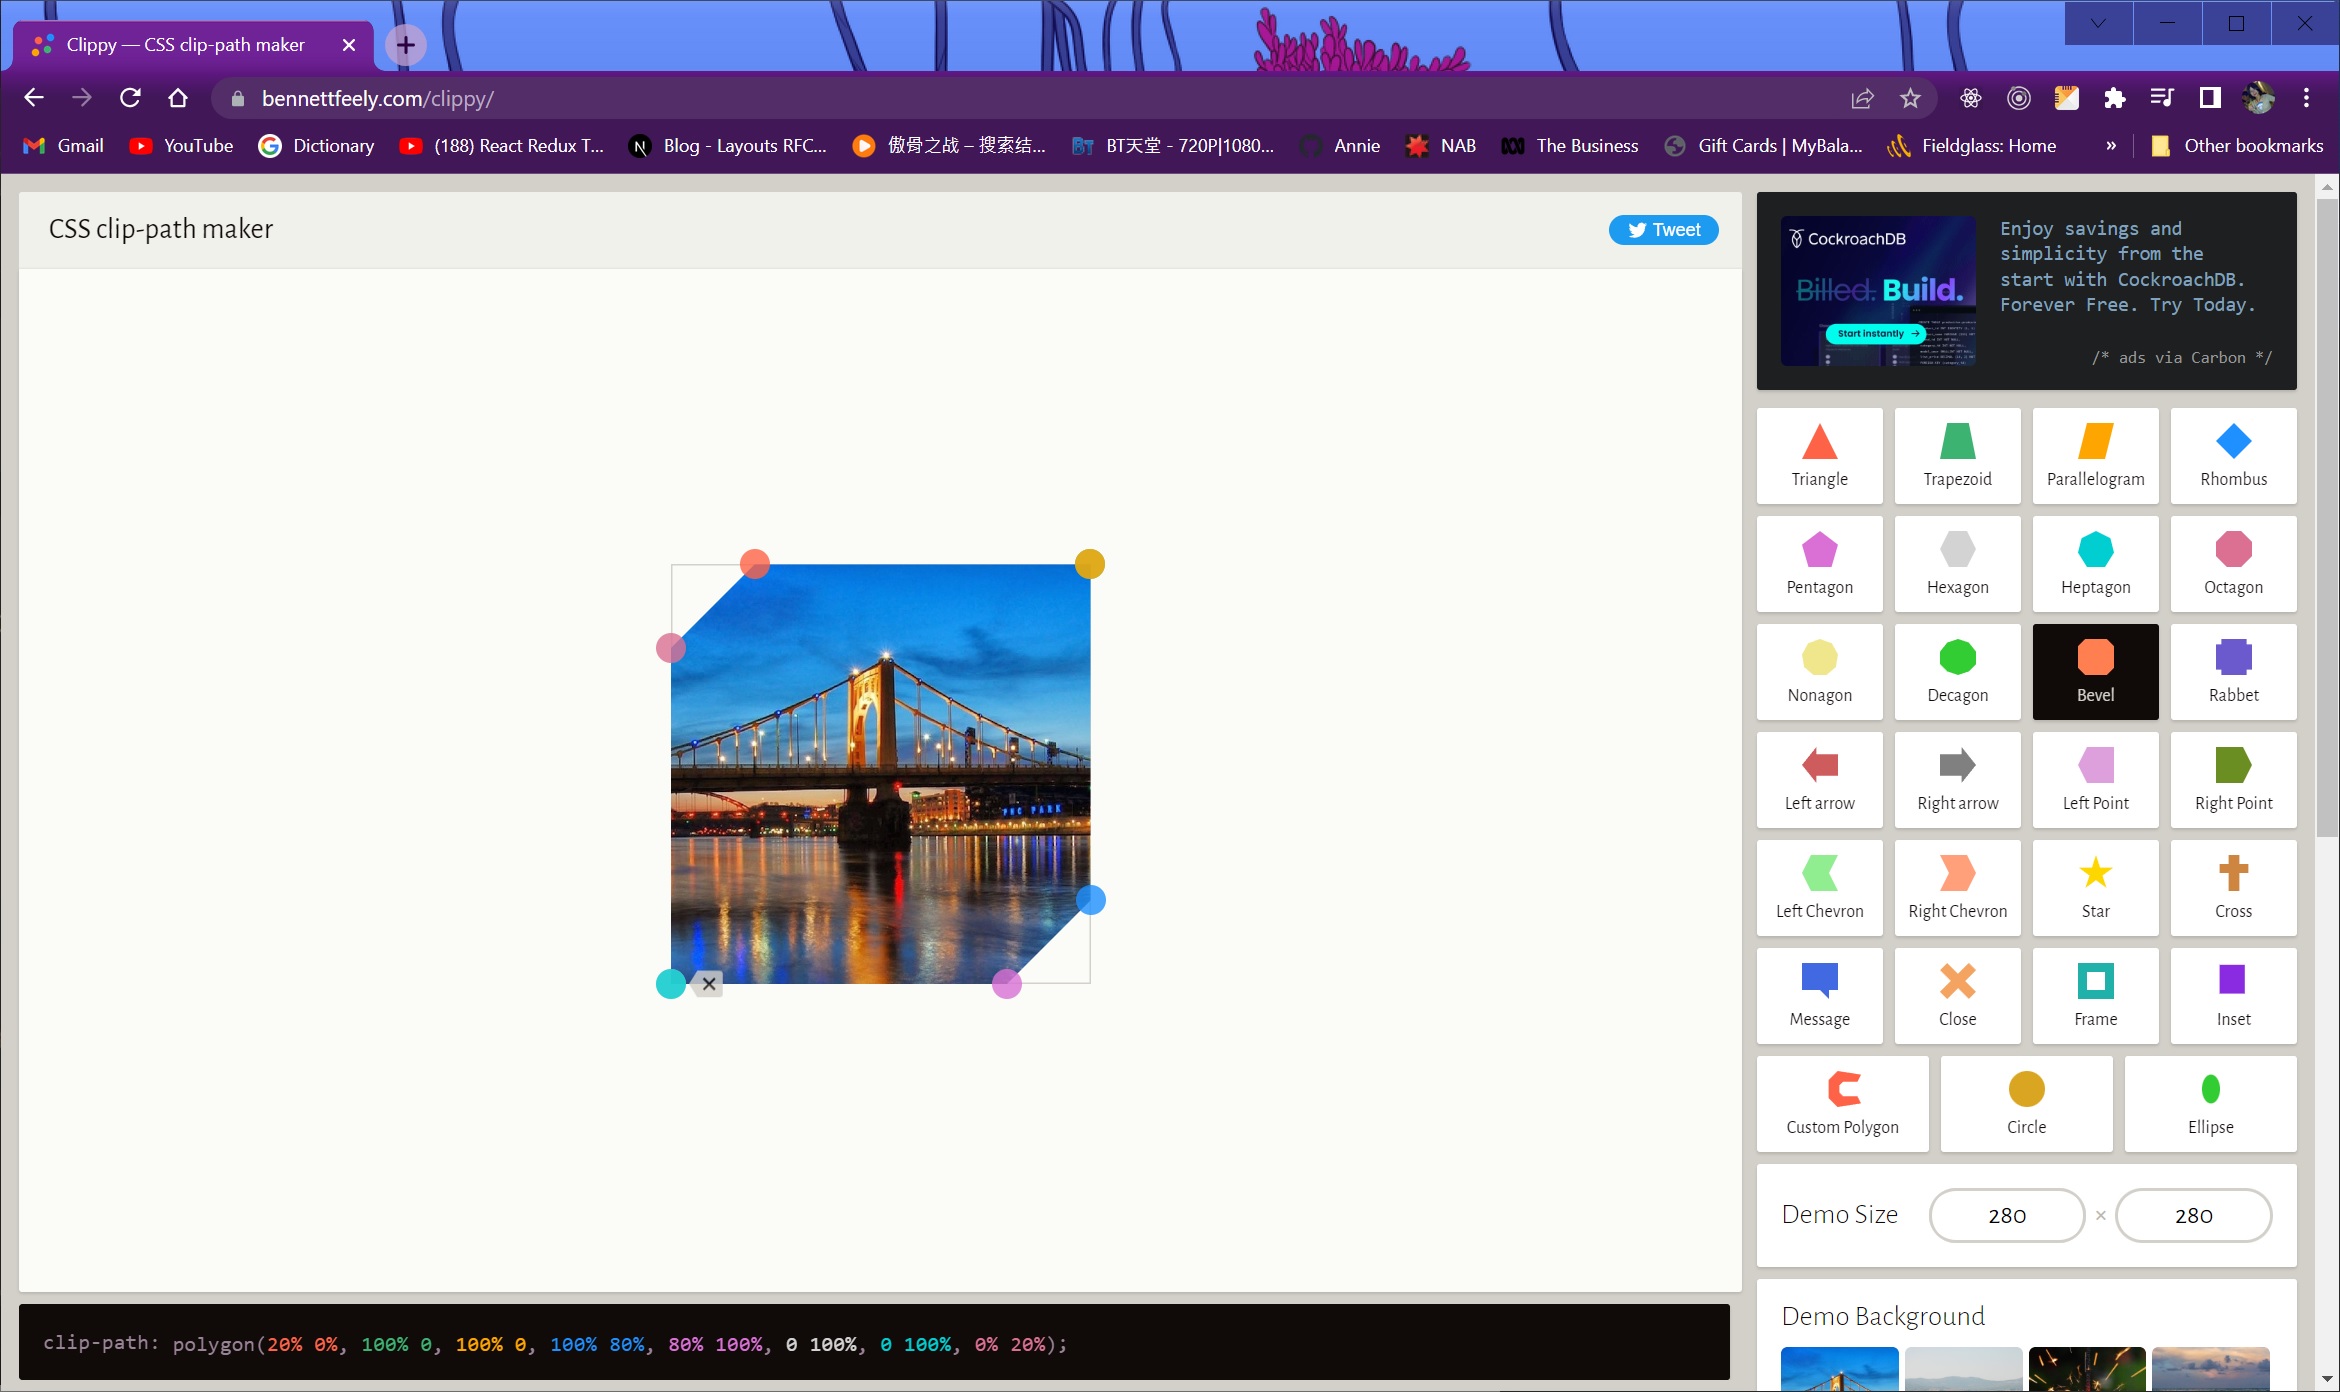 Clippy — CSS clip-path maker
bennettfeely.com/clippy/
Gmail
YouTube
Dictionary
(188) React Redux T...
Blog - Layouts RFC...
傲骨之战 – 搜索结...
BT天堂 - 720P|1080...
Annie
NAB
The Business
Gift Cards | MyBala...
Fieldglass: Home
»
Other bookmarks
CSS clip-path maker
Tweet
CockroachDB
Billed. Build.
Start instantly →
Enjoy savings and
simplicity from the
start with CockroachDB.
Forever Free. Try Today.
/* ads via Carbon */
Triangle
Trapezoid
Parallelogram
Rhombus
Pentagon
Hexagon
Heptagon
Octagon
Nonagon
Decagon
Bevel
Rabbet
Left arrow
Right arrow
Left Point
Right Point
Left Chevron
Right Chevron
Star
Cross
Message
Close
Frame
Inset
Custom Polygon
Circle
Ellipse
Demo Size
280 × 280
Demo Background
clip-path: polygon(20% 0%, 100% 0, 100% 0, 100% 80%, 80% 100%, 0 100%, 0 100%, 0% 20%);